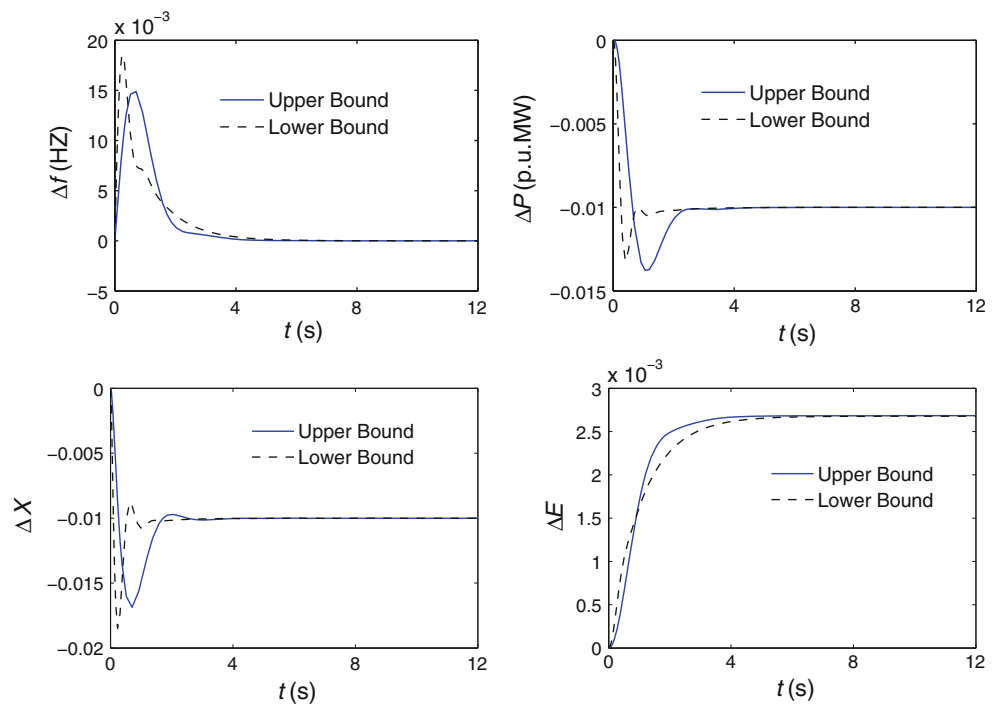 x 10⁻³
20
15
10
5
0
−5
Δf (HZ)
Upper Bound
Lower Bound
0
4
8
12
t (s)
0
−0.005
−0.01
−0.015
ΔP (p.u.MW)
Upper Bound
Lower Bound
0
4
8
12
t (s)
0
−0.005
−0.01
−0.015
−0.02
ΔX
Upper Bound
Lower Bound
0
4
8
12
t (s)
x 10⁻³
3
2.5
2
1.5
1
0.5
0
ΔE
Upper Bound
Lower Bound
0
4
8
12
t (s)